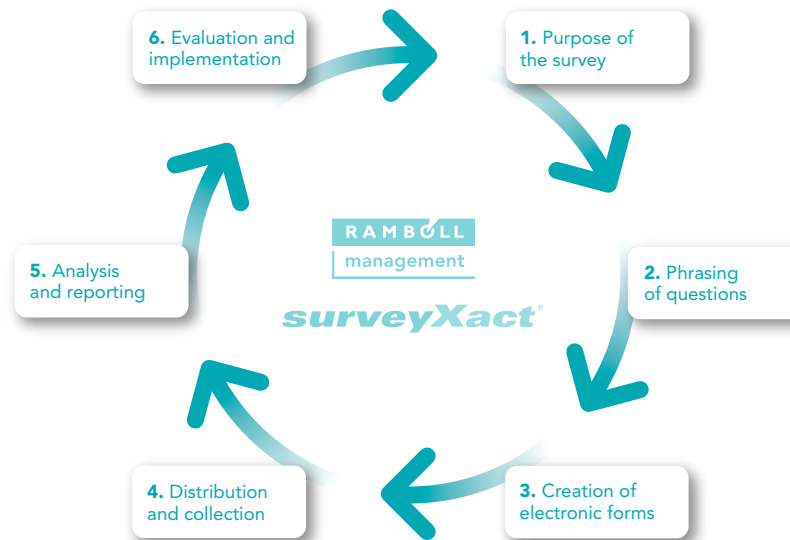 6. Evaluation and
implementation
1. Purpose of
the survey
2. Phrasing
of questions
3. Creation of
electronic forms
4. Distribution
and collection
5. Analysis
and reporting
RAMBOLL
management
surveyXact®